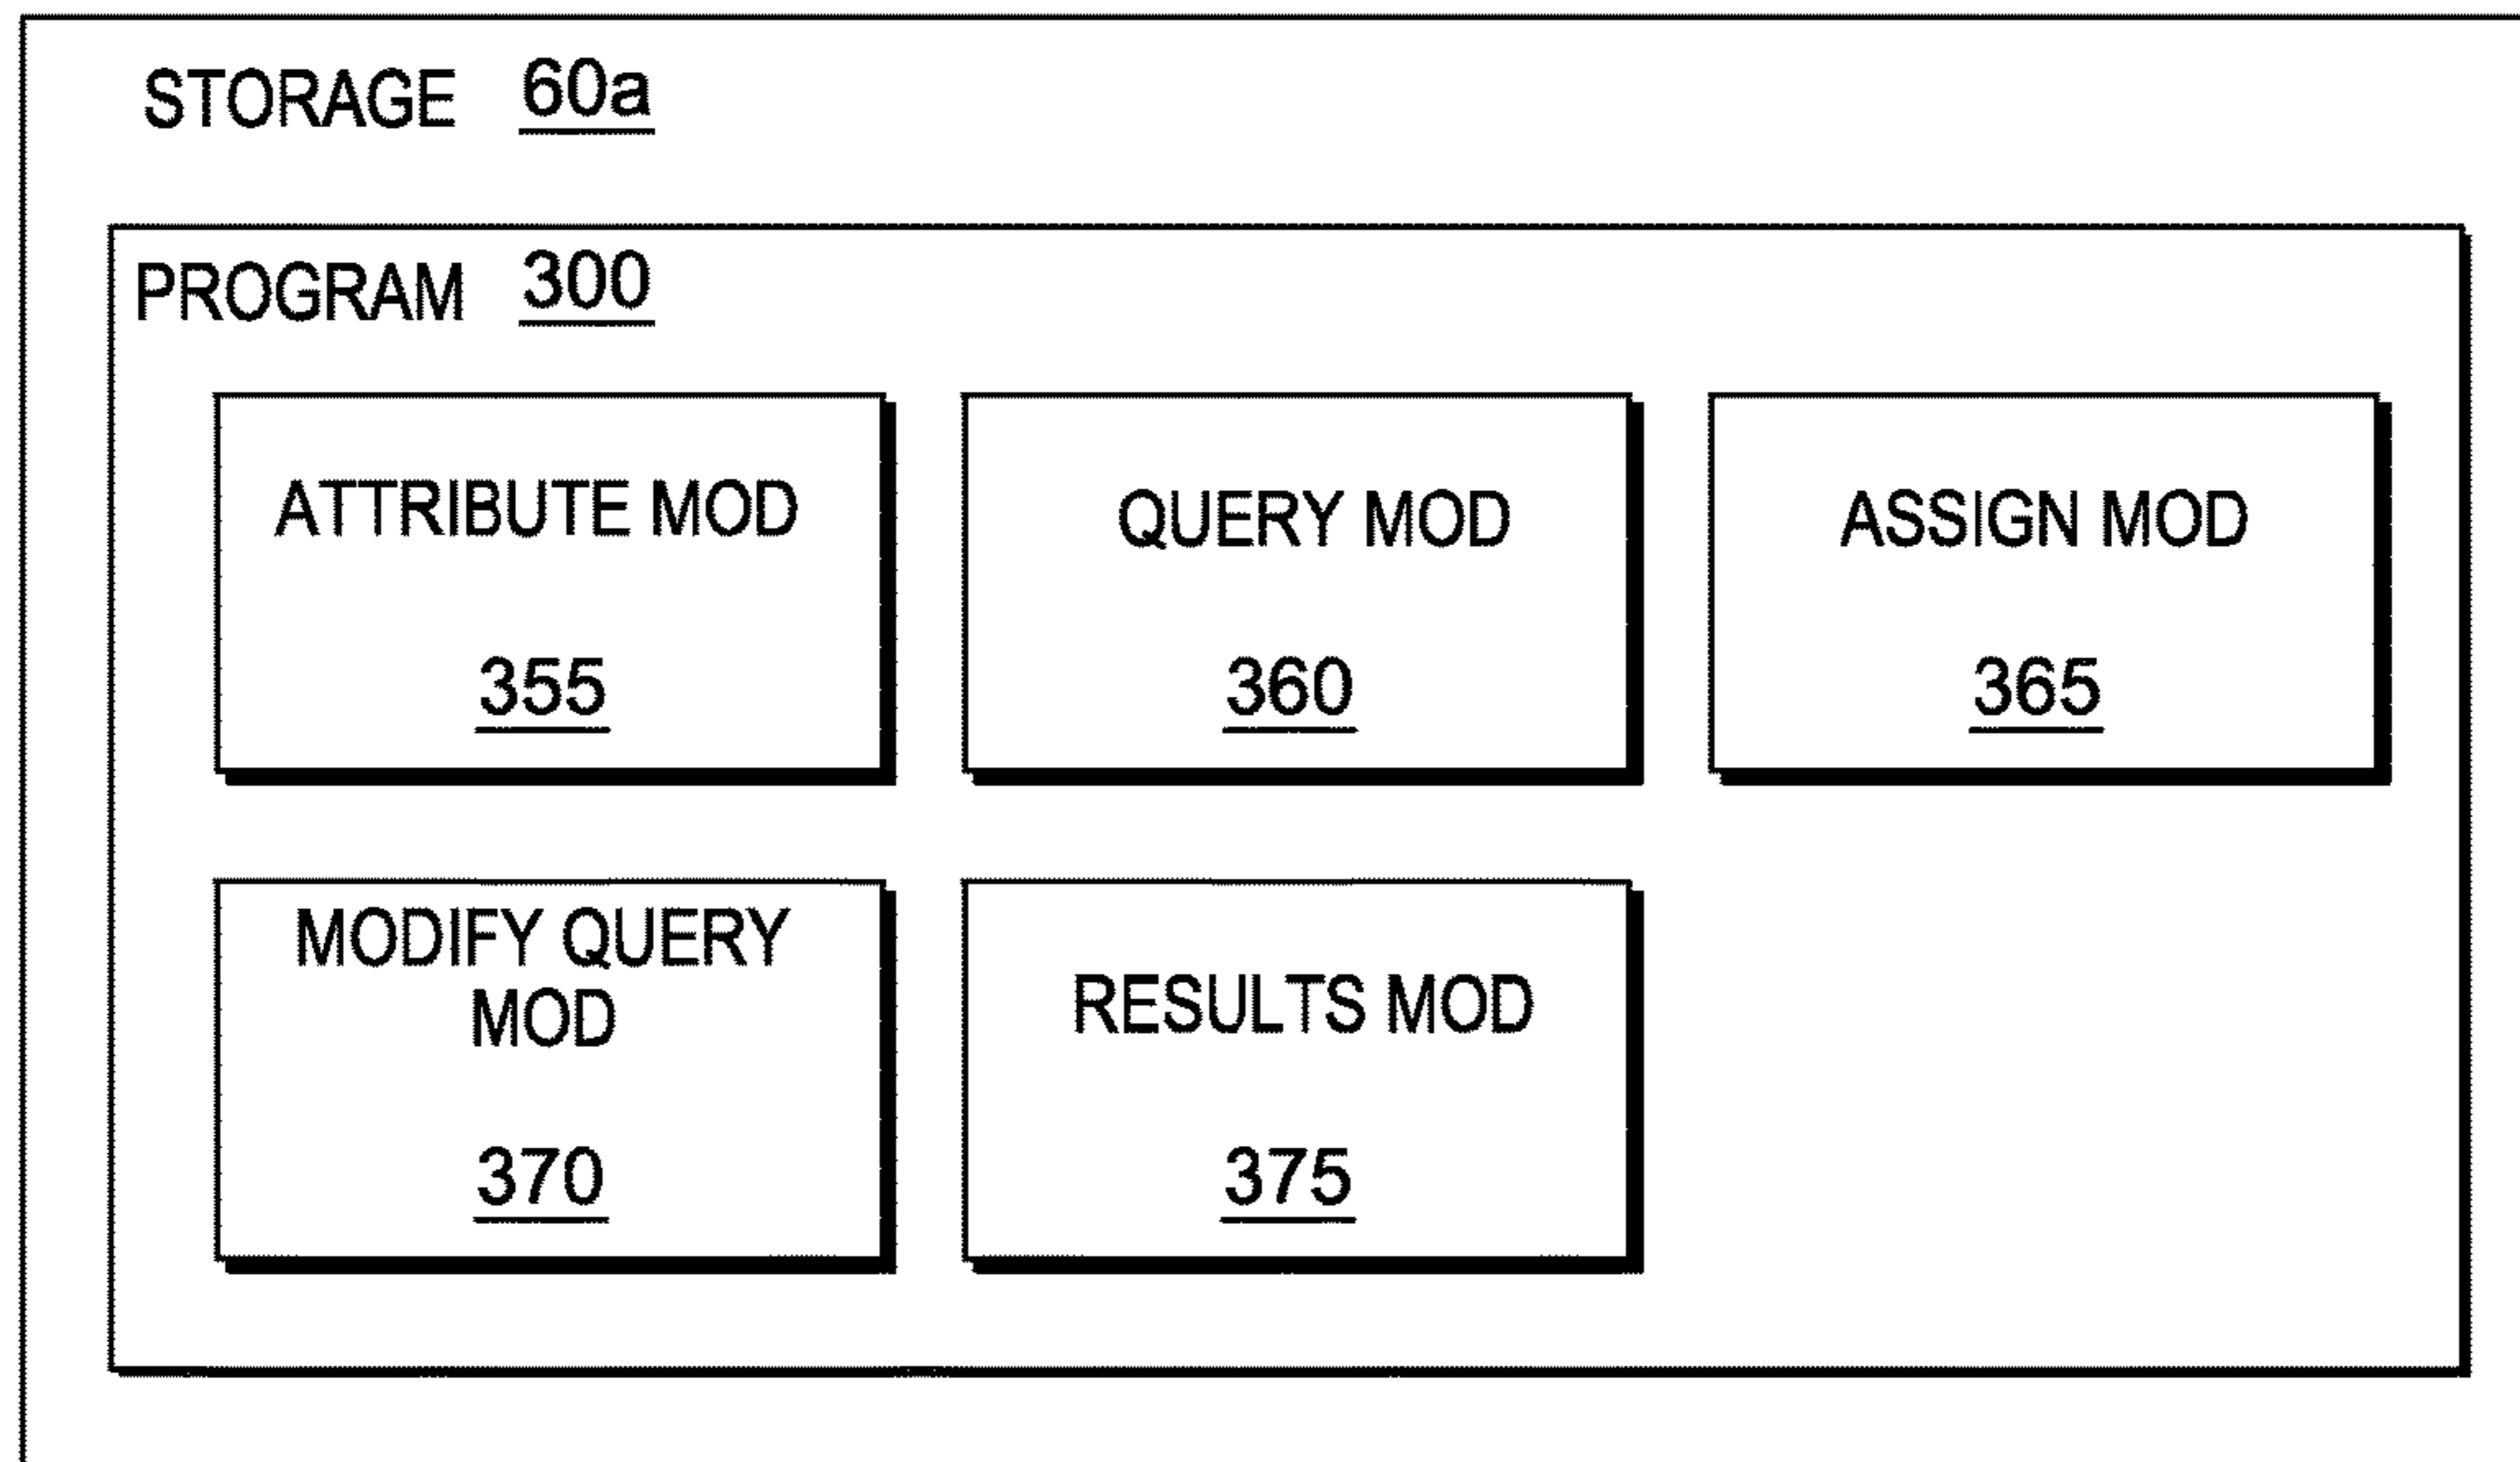 STORAGE 60a
PROGRAM 300
ATTRIBUTE MOD
355
QUERY MOD
360
ASSIGN MOD
365
MODIFY QUERY
MOD
370
RESULTS MOD
375